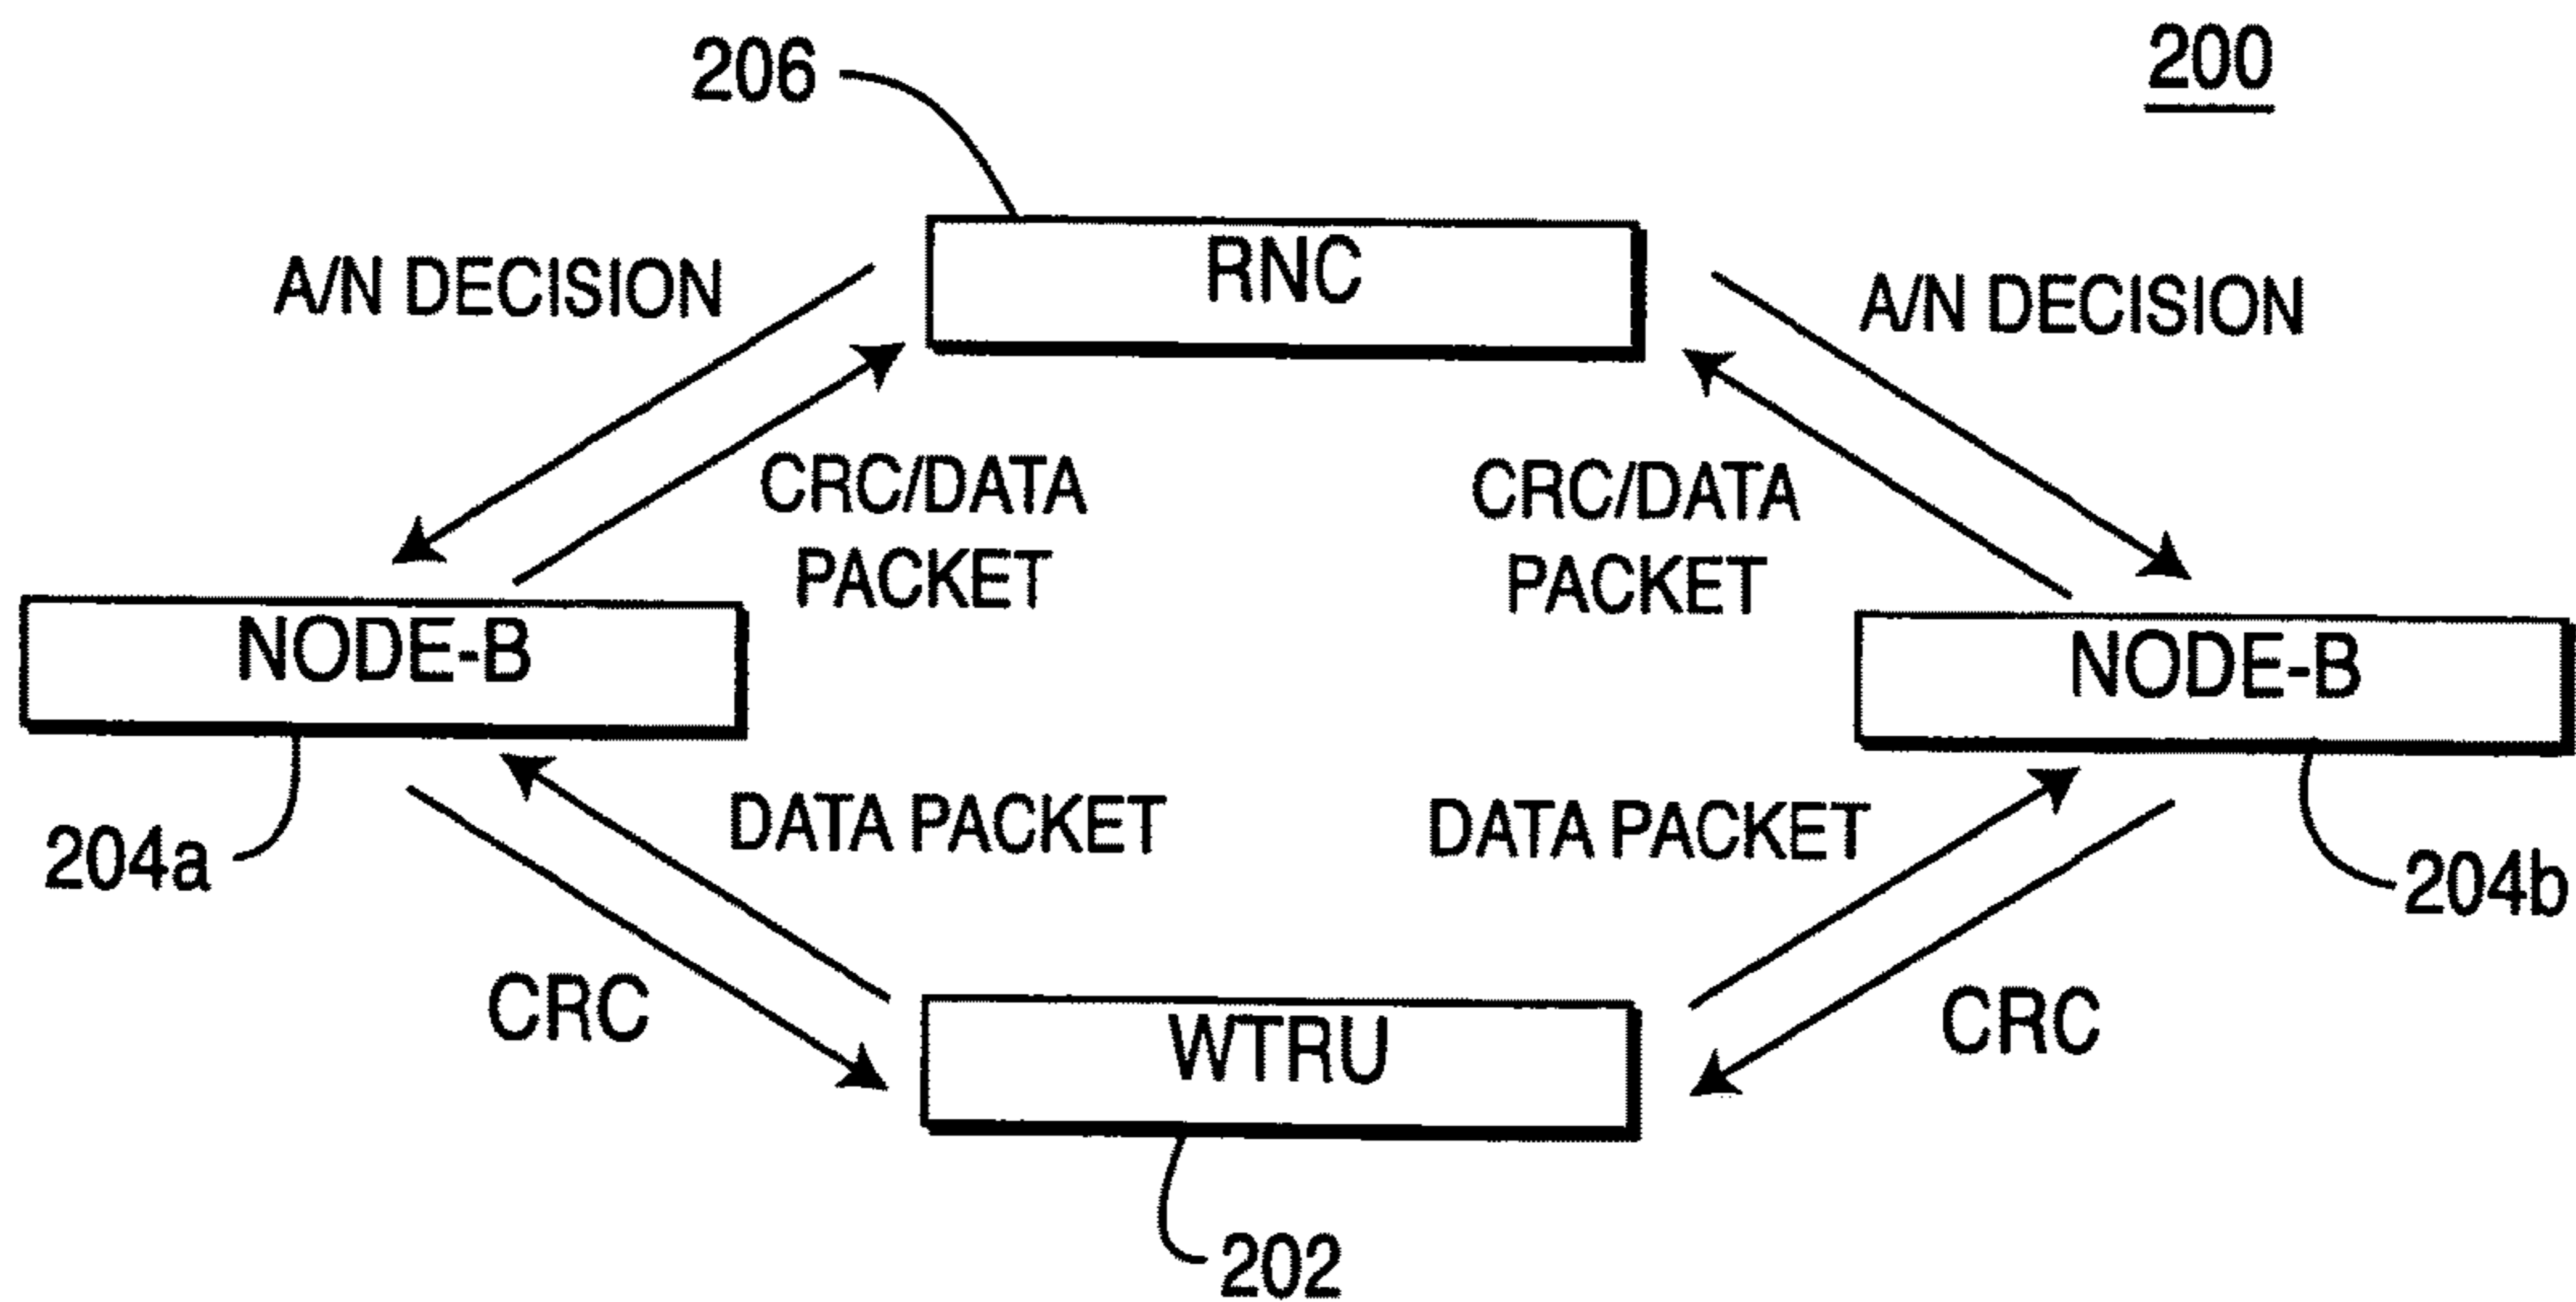 200
206
RNC
A/N DECISION
A/N DECISION
CRC/DATA
PACKET
CRC/DATA
PACKET
NODE-B
NODE-B
204a
DATA PACKET
DATA PACKET
204b
CRC
CRC
WTRU
202